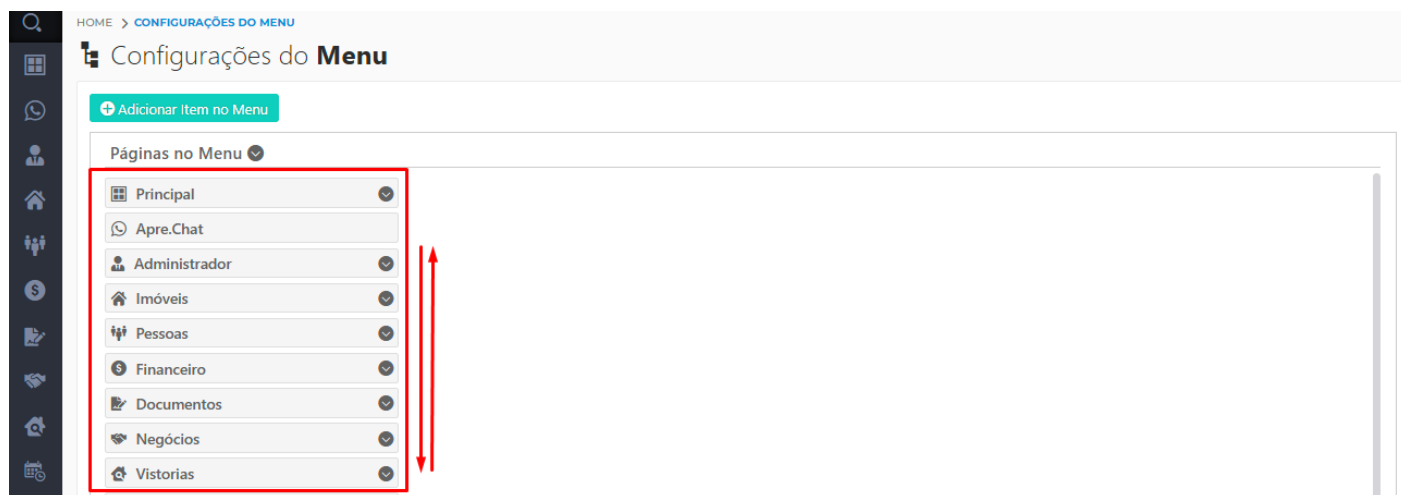 HOME > CONFIGURAÇÕES DO MENU
Configurações do Menu
Adicionar Item no Menu
Páginas no Menu
Principal
Apre.Chat
Administrador
Imóveis
Pessoas
Financeiro
Documentos
Negócios
Vistorias